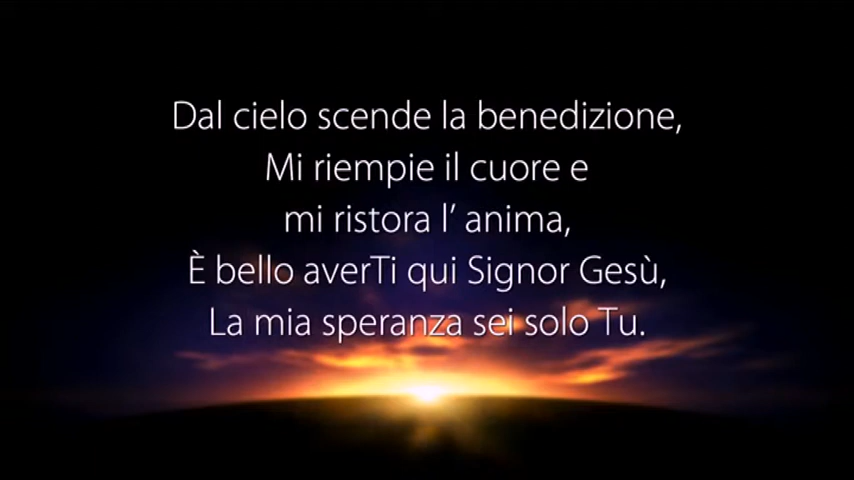 Dal cielo scende la benedizione,
Mi riempie il cuore e
mi ristora l’ anima,
È bello averTi qui Signor Gesù,
La mia speranza sei solo Tu.